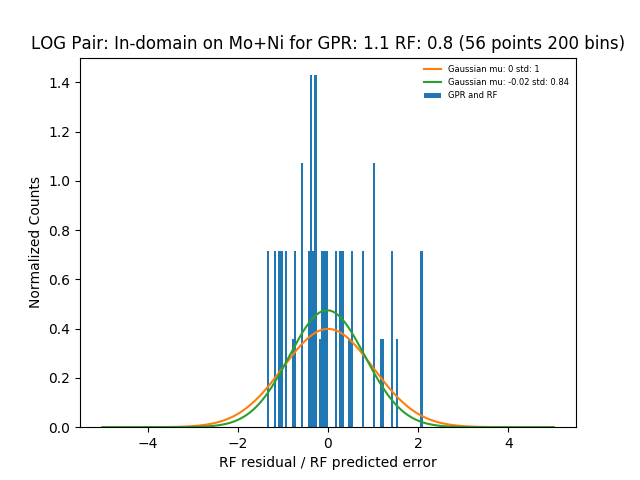 LOG Pair: In-domain on Mo+Ni for GPR: 1.1 RF: 0.8 (56 points 200 bins)
Gaussian mu: 0 std: 1
Gaussian mu: -0.02 std: 0.84
GPR and RF
Normalized Counts
1.4
1.2
1.0
0.8
0.6
0.4
0.2
0.0
−4 −2 0 2 4
RF residual / RF predicted error